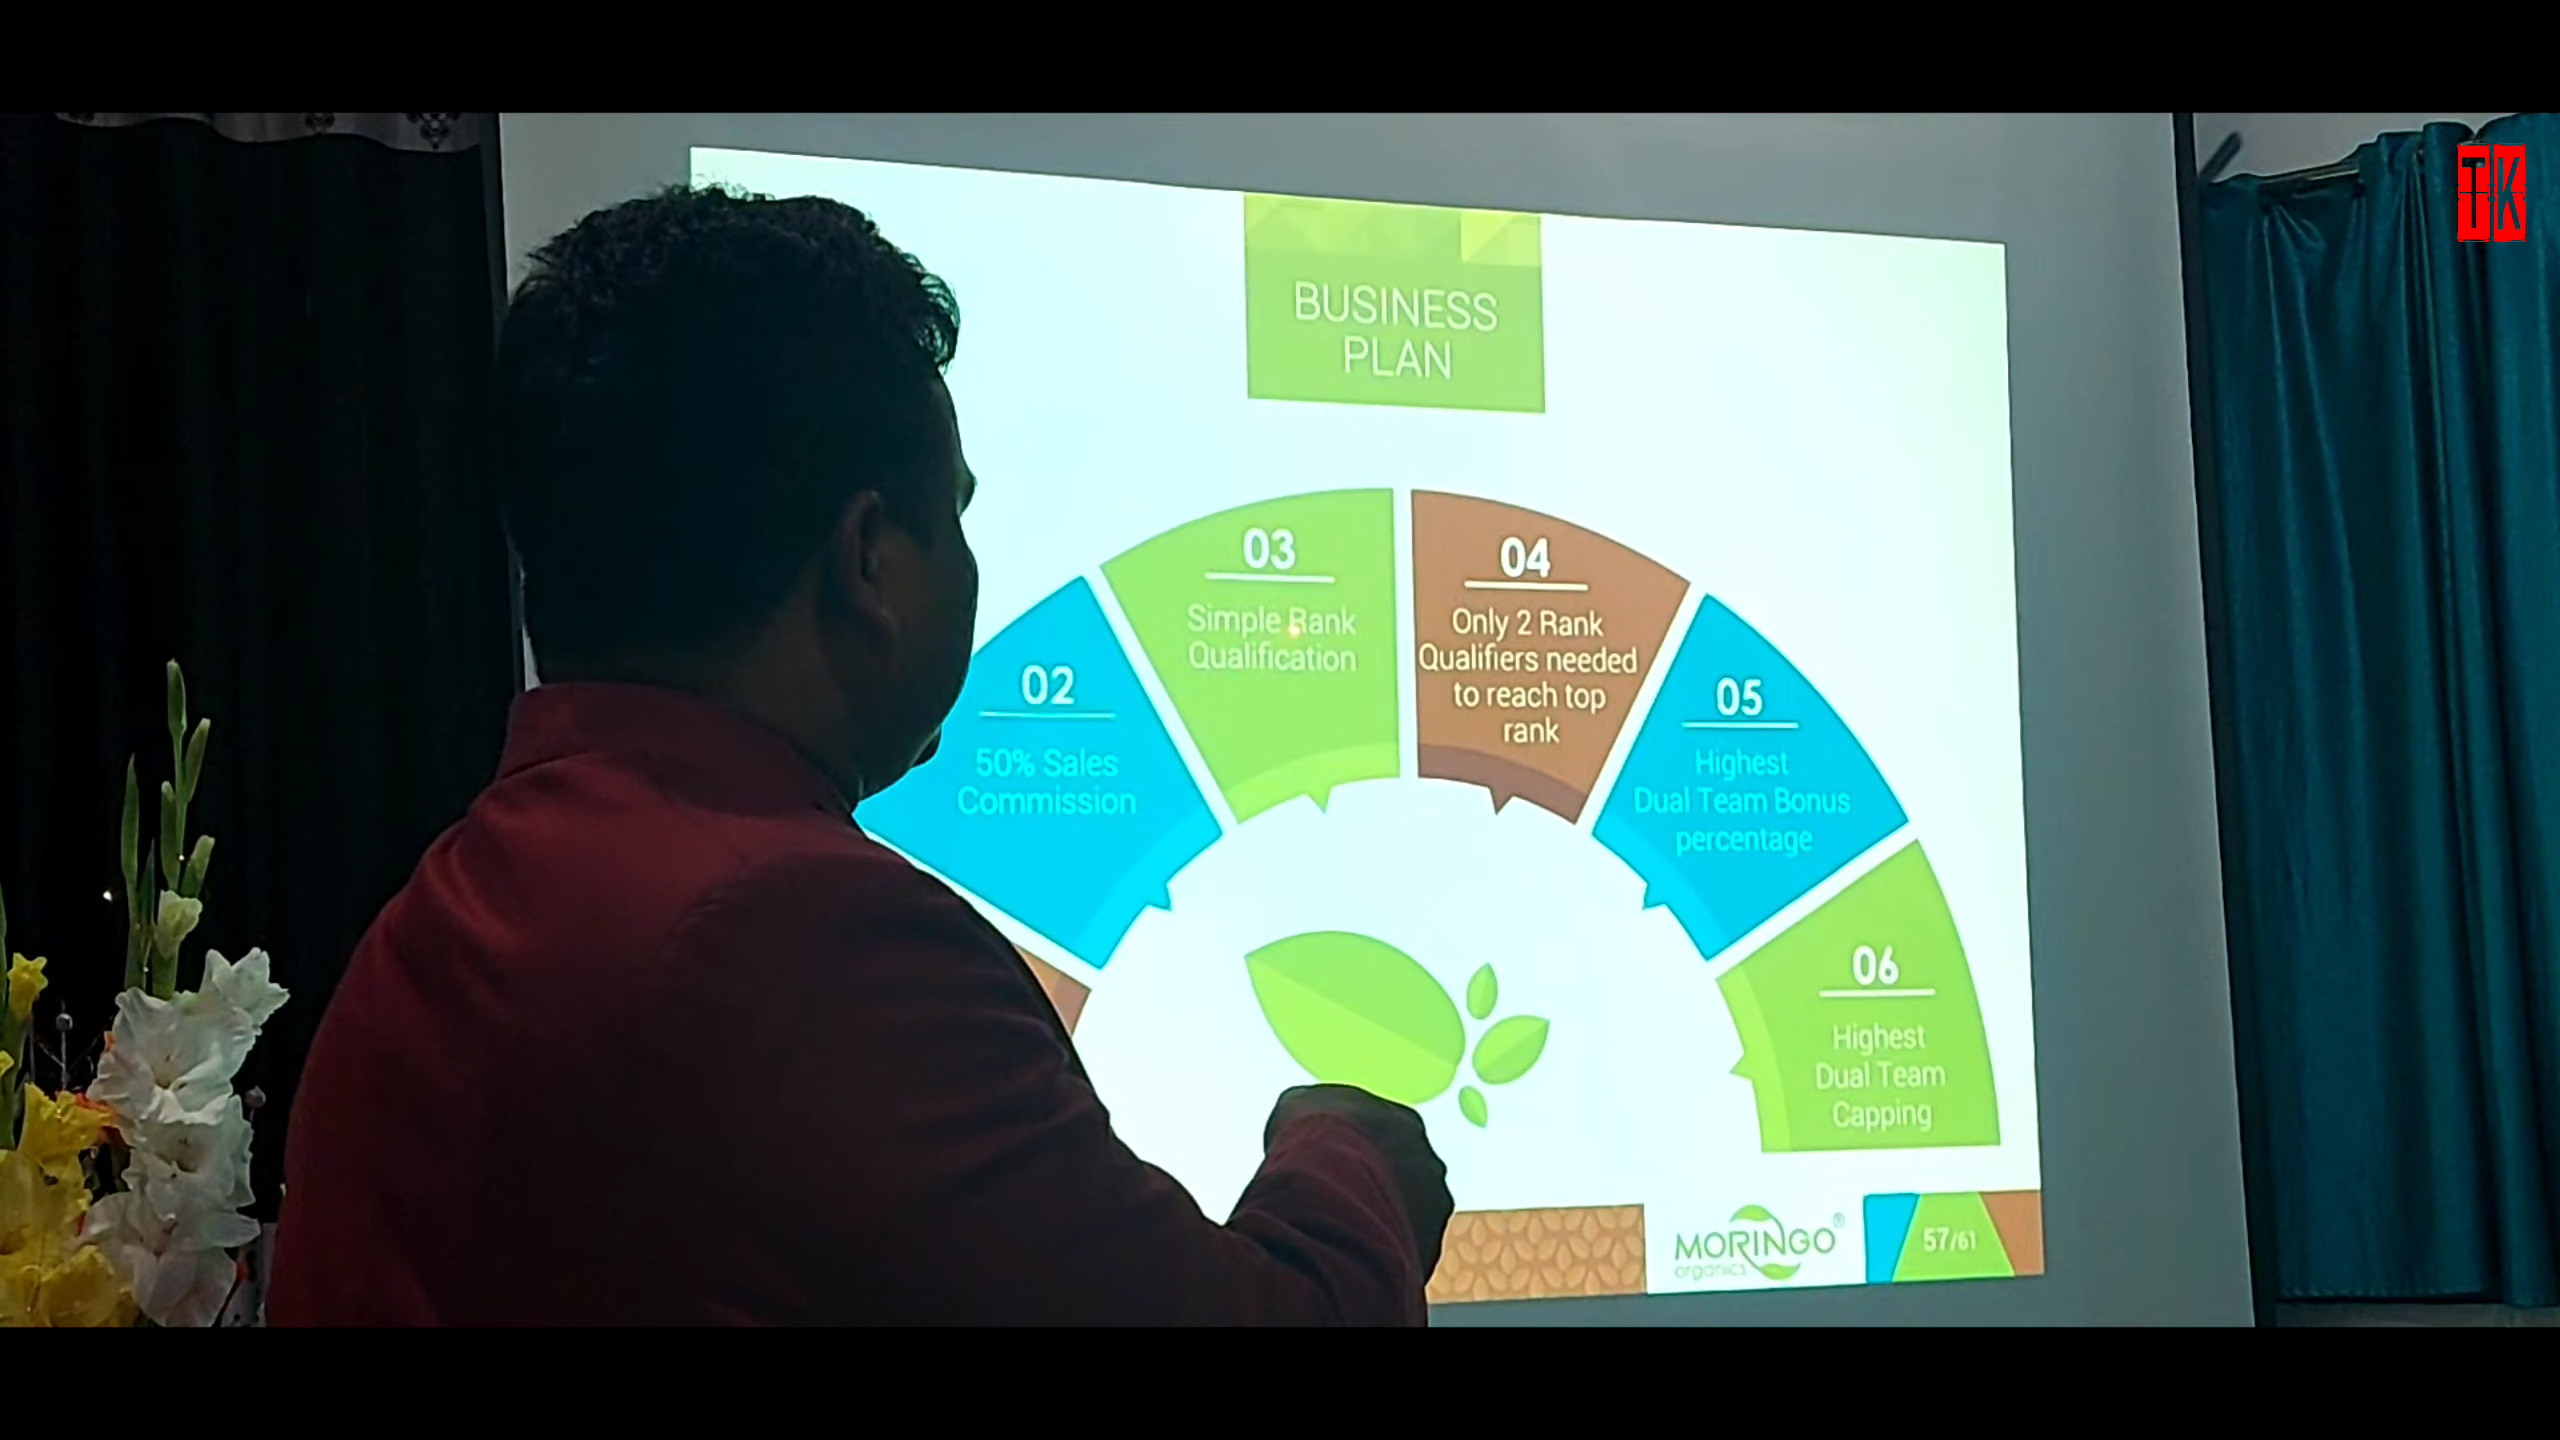 TK
BUSINESS
PLAN
02
50% Sales
Commission
03
Simple Rank
Qualification
04
Only 2 Rank
Qualifiers needed
to reach top
rank
05
Highest
Dual Team Bonus
percentage
06
Highest
Dual Team
Capping
MORINGO®
organics
57/61